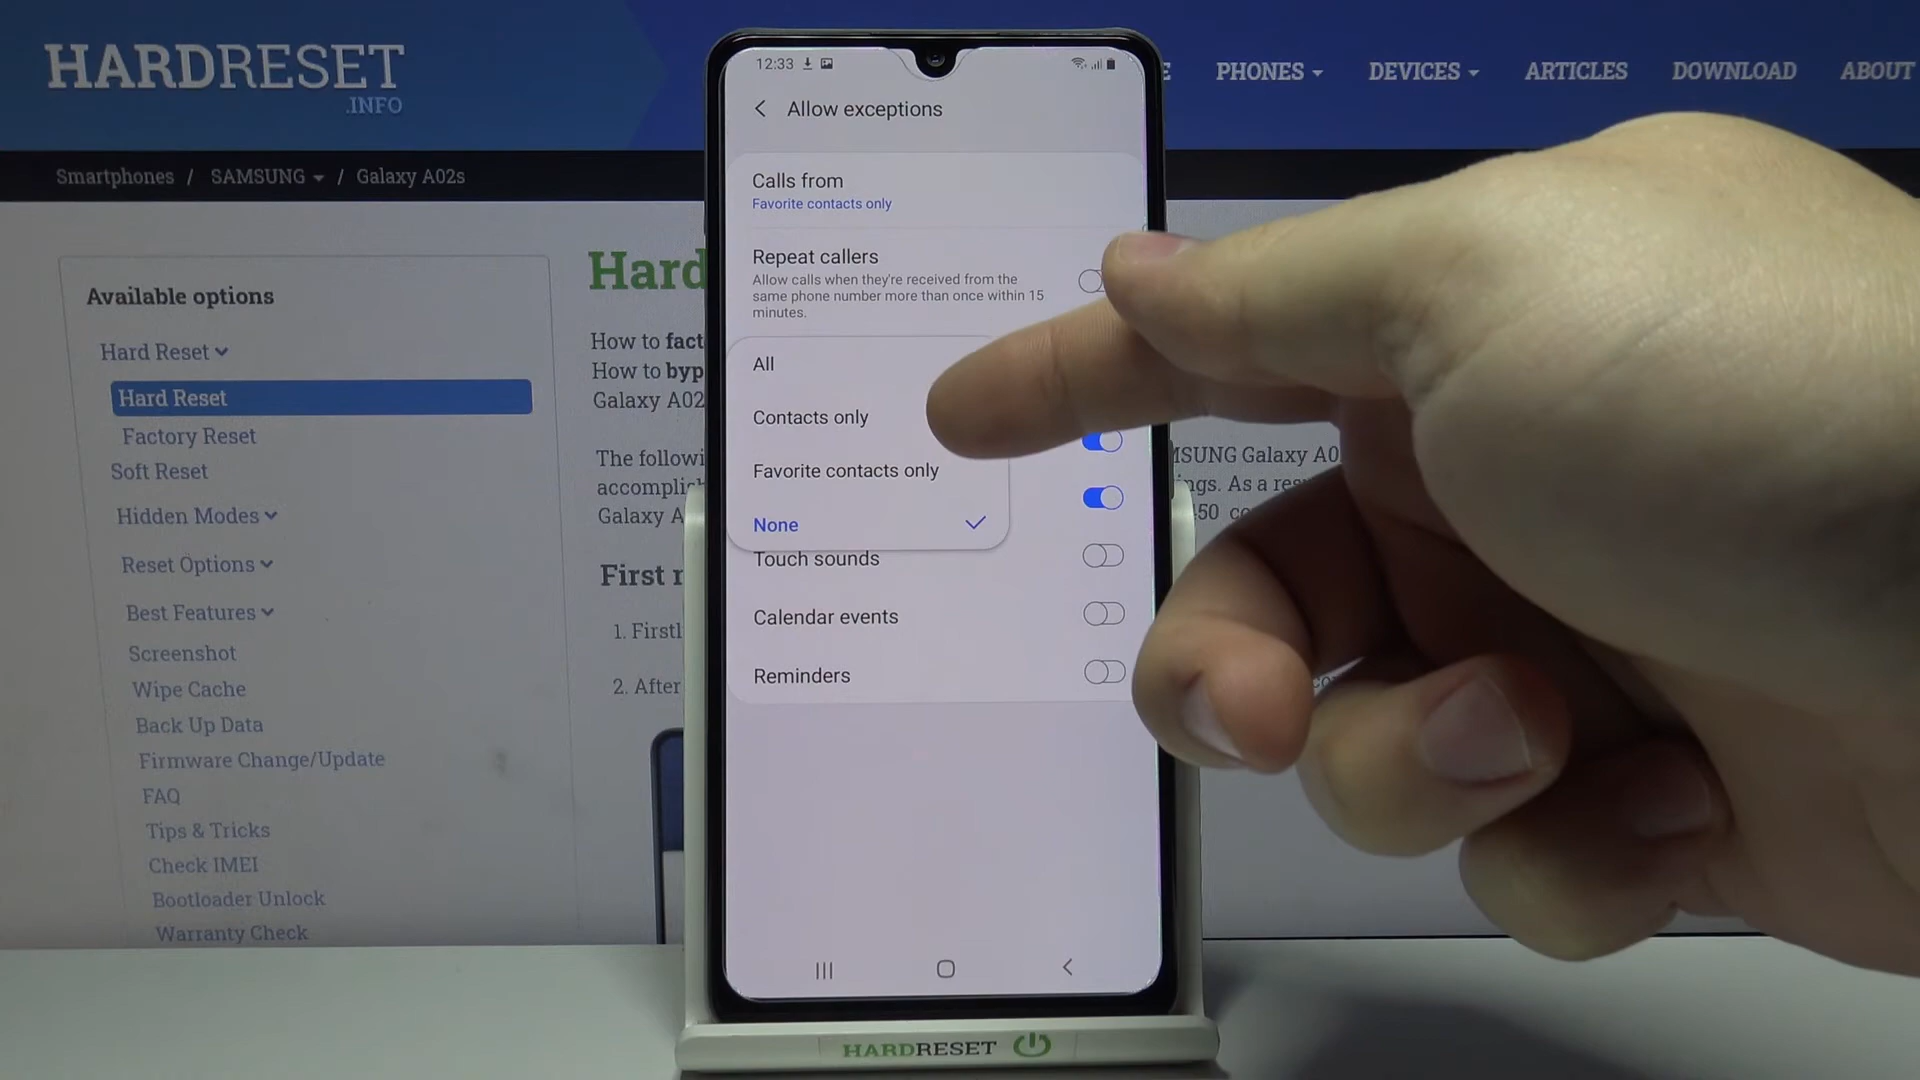 HARDRESET
.INFO
PHONES
DEVICES
ARTICLES
DOWNLOAD
ABOUT
Smartphones / SAMSUNG / Galaxy A02s
Available options
Hard Reset
Hard Reset
Factory Reset
Soft Reset
Hidden Modes
Reset Options
Best Features
Screenshot
Wipe Cache
Back Up Data
Firmware Change/Update
FAQ
Tips & Tricks
Check IMEI
Bootloader Unlock
Warranty Check
Hard
How to fact
How to byp
Galaxy A02
The followi
accomplish
Galaxy A
First r
1. Firstl
2. After
12:33
Allow exceptions
Calls from
Favorite contacts only
Repeat callers
Allow calls when they're received from the
same phone number more than once within 15
minutes.
All
Contacts only
Favorite contacts only
None
Touch sounds
Calendar events
Reminders
MSUNG Galaxy A0
ngs. As a res
HARDRESET